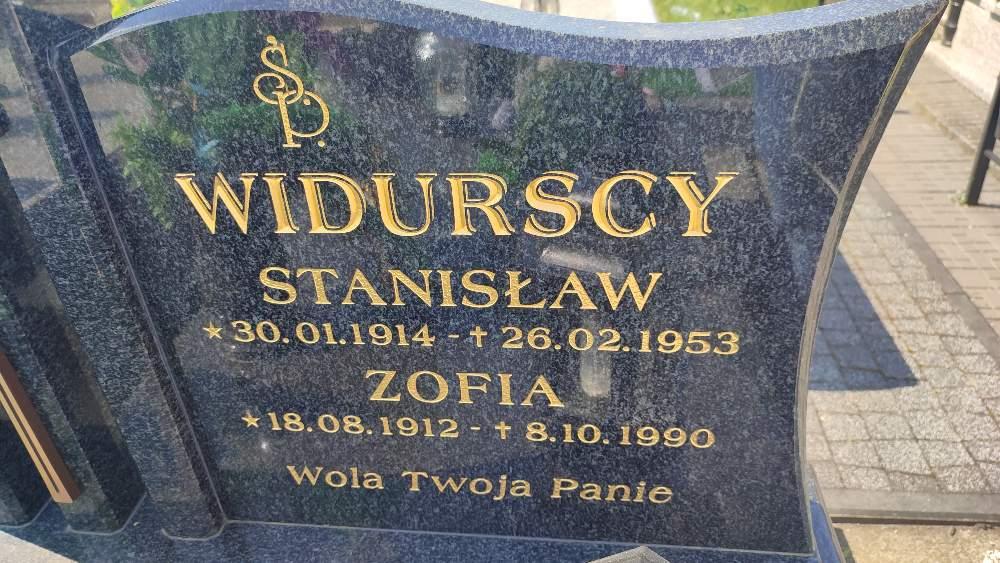 ŚP.
WIDURSCY
STANISŁAW
★30.01.1914 - ✝ 26.02.1953
ZOFIA
★18.08.1912 - ✝ 8.10.1990
Wola Twoja Panie